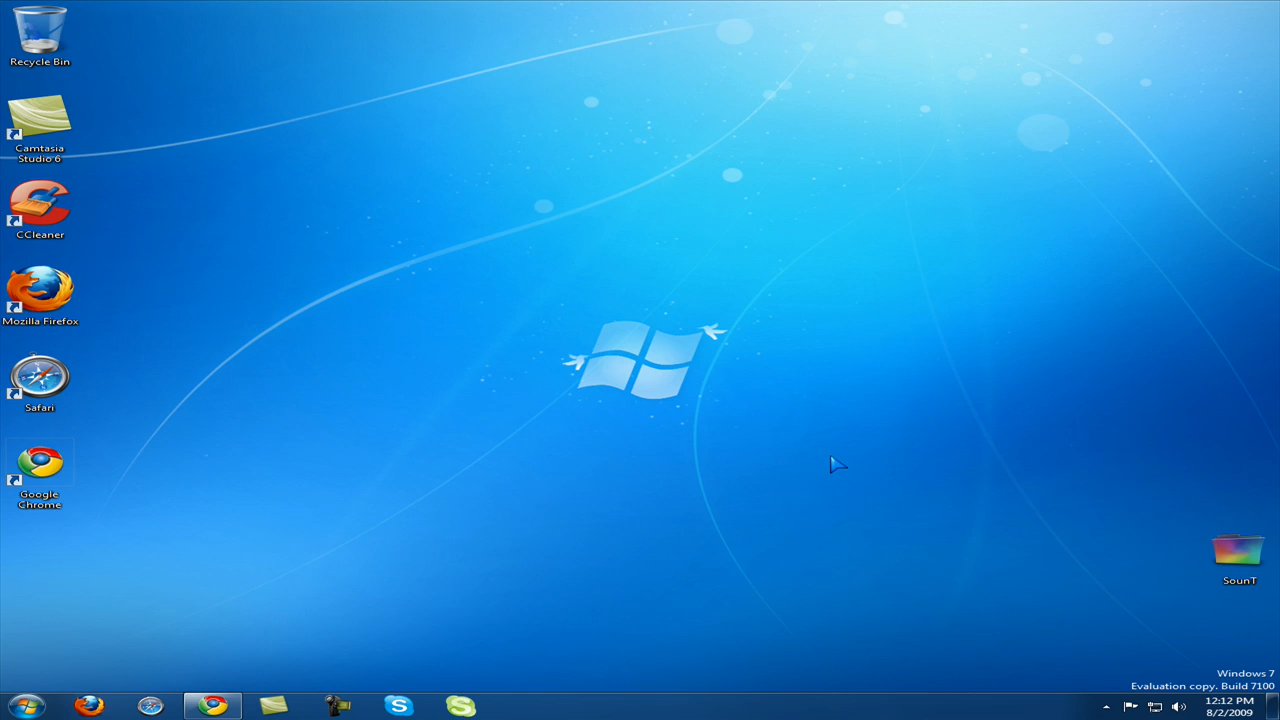 Recycle Bin
Camtasia
Studio 6
CCleaner
Mozilla Firefox
Safari
Google
Chrome
SounT
Windows 7
Evaluation copy. Build 7100
12:12 PM
8/2/2009